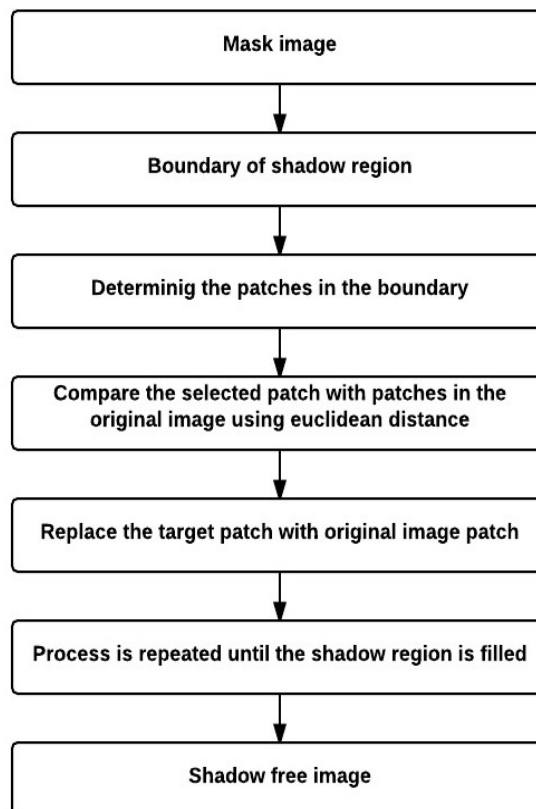 Mask image
Boundary of shadow region
Determinig the patches in the boundary
Compare the selected patch with patches in the
original image using euclidean distance
Replace the target patch with original image patch
Process is repeated until the shadow region is filled
Shadow free image